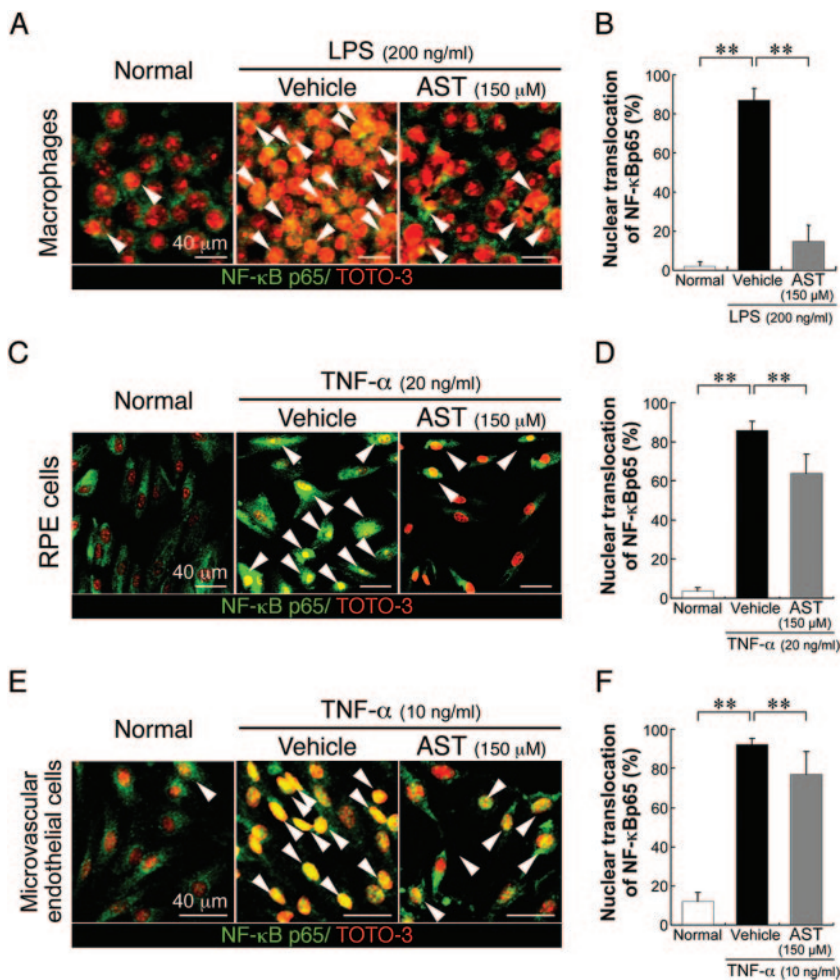 A
Normal
LPS (200 ng/ml)
Vehicle
AST (150 μM)
Macrophages
40 μm
NF-κB p65/ TOTO-3
B
**
**
Nuclear translocation
of NF-κBp65 (%)
100
80
60
40
20
0
Normal
Vehicle
AST
(150 μM)
LPS (200 ng/ml)
C
Normal
TNF-α (20 ng/ml)
Vehicle
AST (150 μM)
RPE cells
40 μm
NF-κB p65/ TOTO-3
D
**
**
Nuclear translocation
of NF-κBp65 (%)
100
80
60
40
20
0
Normal
Vehicle
AST
(150 μM)
TNF-α (20 ng/ml)
E
Normal
TNF-α (10 ng/ml)
Vehicle
AST (150 μM)
Microvascular
endothelial cells
40 μm
NF-κB p65/ TOTO-3
F
**
**
Nuclear translocation
of NF-κBp65 (%)
100
80
60
40
20
0
Normal
Vehicle
AST
(150 μM)
TNF-α (10 ng/ml)